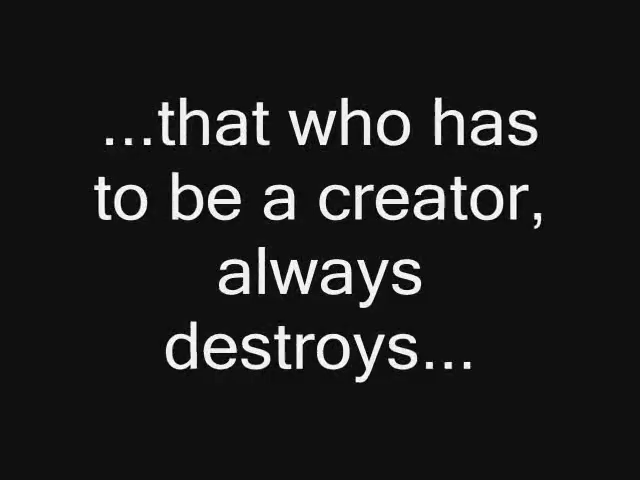 ...that who has
to be a creator,
always
destroys...